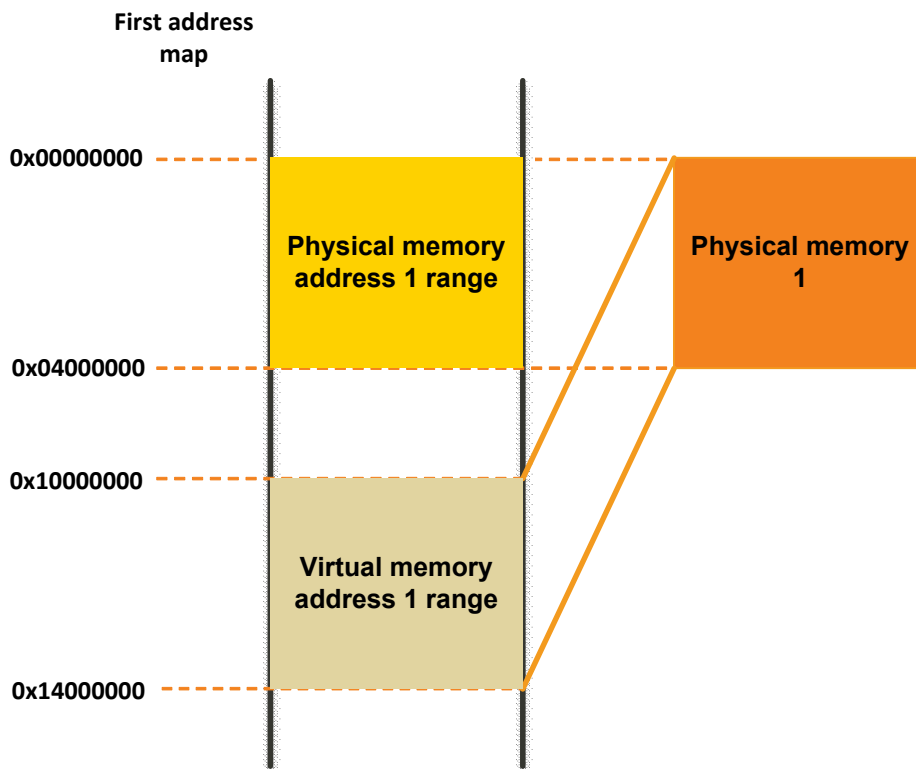 First address
map
0x00000000
Physical memory
address 1 range
Physical memory
1
0x04000000
0x10000000
Virtual memory
address 1 range
0x14000000